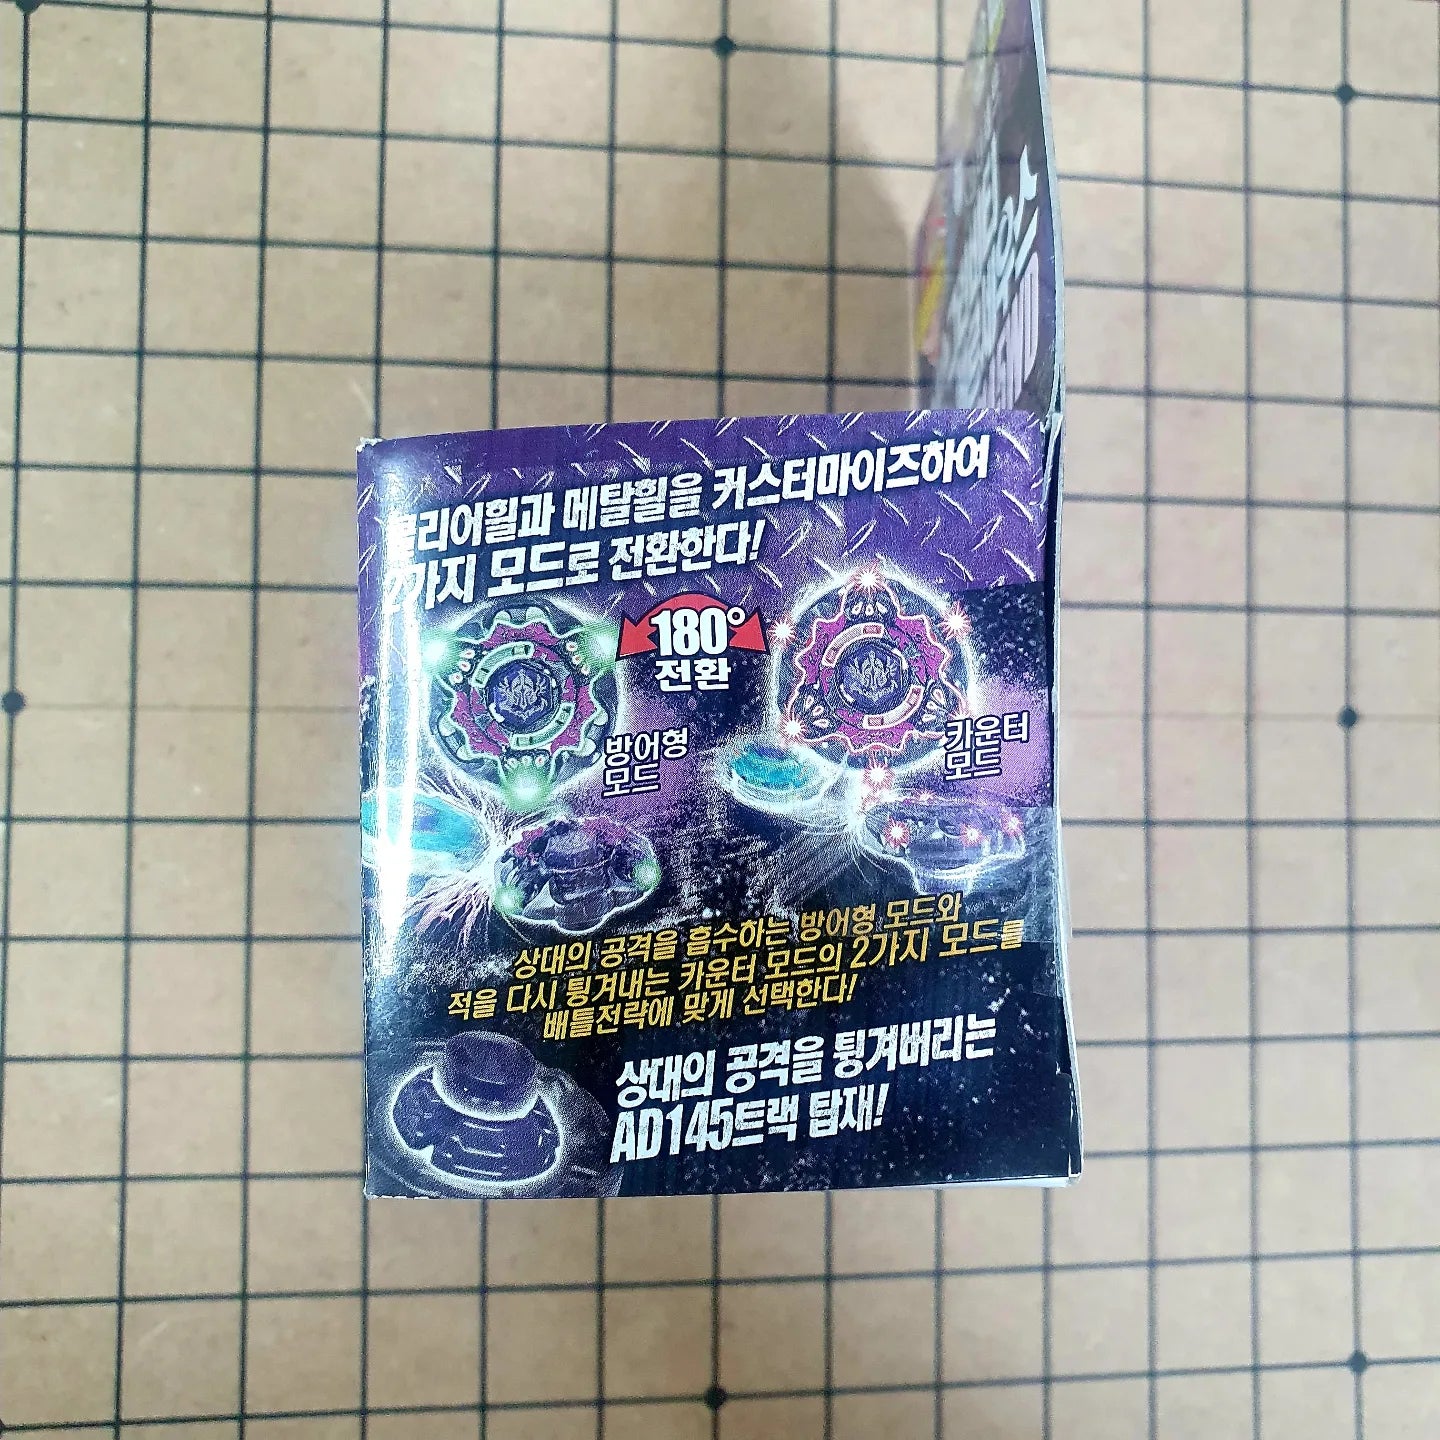 클리어휠과 메탈휠을 커스터마이즈하여
2가지 모드로 전환한다!
180°
전환
방어형
모드
카운터
모드
상대의 공격을 흡수하는 방어형 모드와
적을 다시 튕겨내는 카운터 모드의 2가지 모드를
배틀전략에 맞게 선택한다!
상대의 공격을 튕겨버리는
AD145트랙 탑재!